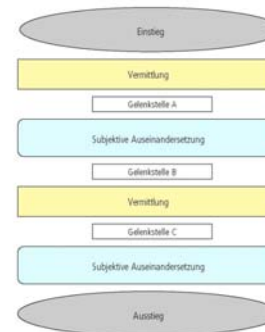 Einstieg
Vermittlung
Gelenkstelle A
Subjektive Auseinandersetzung
Gelenkstelle B
Vermittlung
Gelenkstelle C
Subjektive Auseinandersetzung
Ausstieg